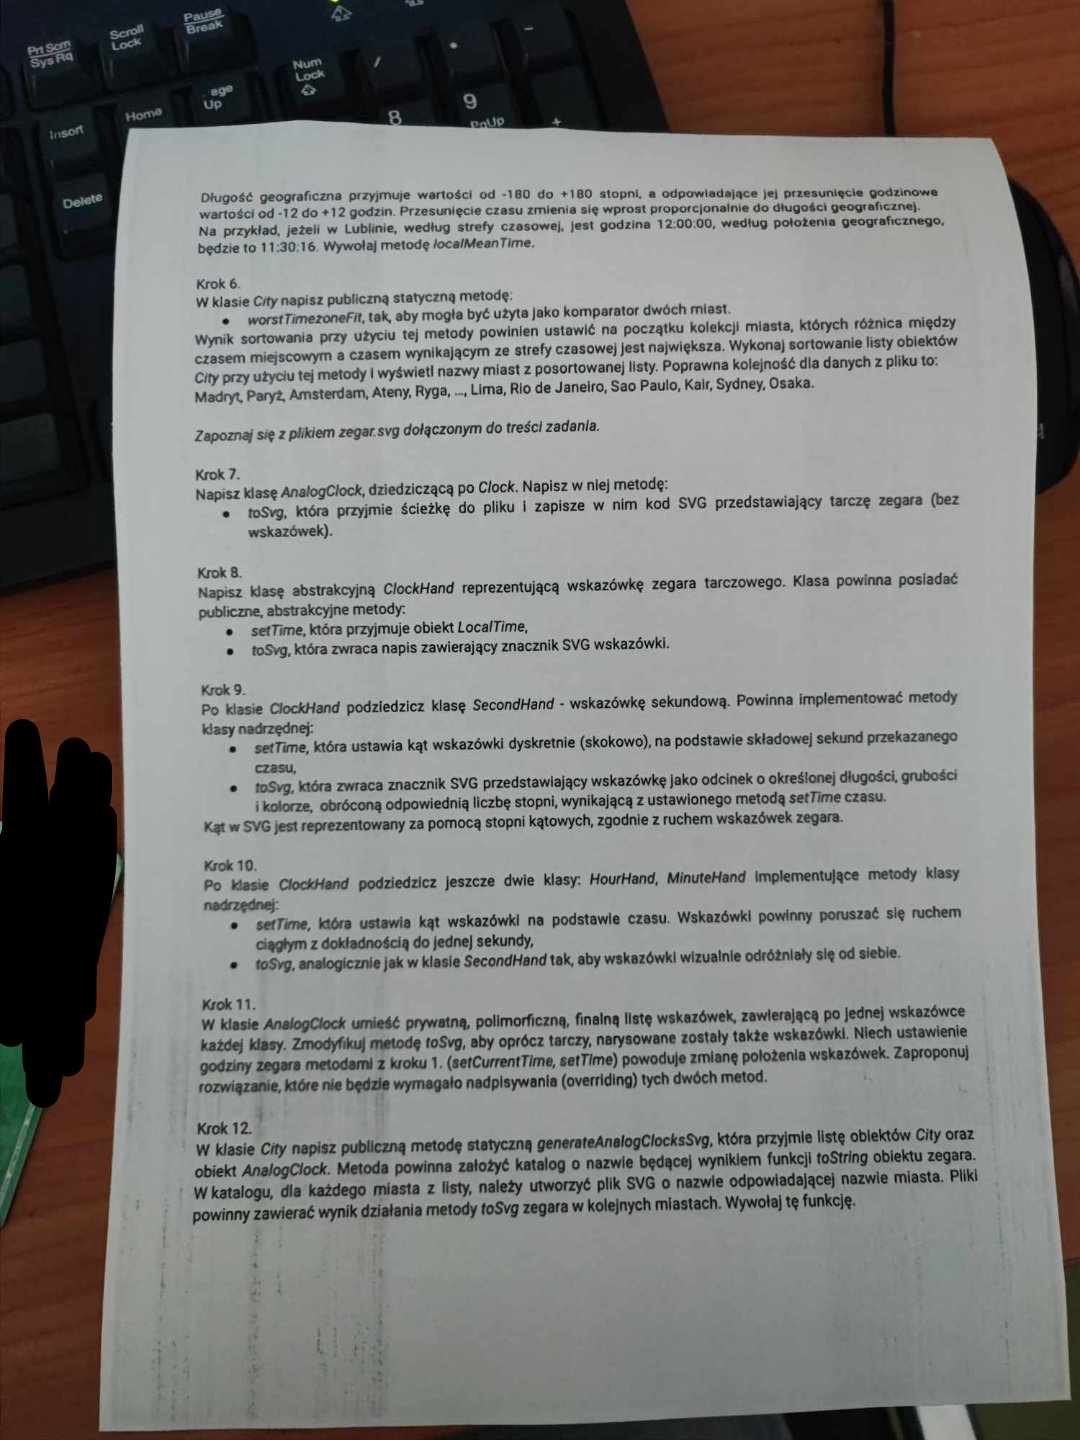 Prt Scrn
SysRq
Scroll
Lock
Pause
Break
Num
Lock
/
-
Insert
Home
age
Up
8
9
PgUp
+
Delete
Długość geograficzna przyjmuje wartości od -180 do +180 stopni, a odpowiadające jej przesunięcie godzinowe
wartości od -12 do +12 godzin. Przesunięcie czasu zmienia się wprost proporcjonalnie do długości geograficznej.
Na przykład, jeżeli w Lublinie, według strefy czasowej, jest godzina 12:00:00, według położenia geograficznego,
będzie to 11:30:16. Wywołaj metodę localMeanTime.
Krok 6.
W klasie City napisz publiczną statyczną metodę:
• worstTimezoneFit, tak, aby mogła być użyta jako komparator dwóch miast.
Wynik sortowania przy użyciu tej metody powinien ustawić na początku kolekcji miasta, których różnica między
czasem miejscowym a czasem wynikającym ze strefy czasowej jest największa. Wykonaj sortowanie listy obiektów
City przy użyciu tej metody i wyświetl nazwy miast z posortowanej listy. Poprawna kolejność dla danych z pliku to:
Madryt, Paryż, Amsterdam, Ateny, Ryga, ..., Lima, Rio de Janeiro, Sao Paulo, Kair, Sydney, Osaka.
Zapoznaj się z plikiem zegar.svg dołączonym do treści zadania.
Krok 7.
Napisz klasę AnalogClock, dziedziczącą po Clock. Napisz w niej metodę:
• toSvg, która przyjmie ścieżkę do pliku i zapisze w nim kod SVG przedstawiający tarczę zegara (bez
wskazówek).
Krok 8.
Napisz klasę abstrakcyjną ClockHand reprezentującą wskazówkę zegara tarczowego. Klasa powinna posiadać
publiczne, abstrakcyjne metody:
• setTime, która przyjmuje obiekt LocalTime,
• toSvg, która zwraca napis zawierający znacznik SVG wskazówki.
Krok 9.
Po klasie ClockHand podziedzicz klasę SecondHand - wskazówkę sekundową. Powinna implementować metody
klasy nadrzędnej:
• setTime, która ustawia kąt wskazówki dyskretnie (skokowo), na podstawie składowej sekund przekazanego
czasu,
• toSvg, która zwraca znacznik SVG przedstawiający wskazówkę jako odcinek o określonej długości, grubości
i kolorze, obróconą odpowiednią liczbę stopni, wynikającą z ustawionego metodą setTime czasu.
Kąt w SVG jest reprezentowany za pomocą stopni kątowych, zgodnie z ruchem wskazówek zegara.
Krok 10.
Po klasie ClockHand podziedzicz jeszcze dwie klasy: HourHand, MinuteHand implementujące metody klasy
nadrzędnej:
• setTime, która ustawia kąt wskazówki na podstawie czasu. Wskazówki powinny poruszać się ruchem
ciągłym z dokładnością do jednej sekundy,
• toSvg, analogicznie jak w klasie SecondHand tak, aby wskazówki wizualnie odróżniały się od siebie.
Krok 11.
W klasie AnalogClock umieść prywatną, polimorficzną, finalną listę wskazówek, zawierającą po jednej wskazówce
każdej klasy. Zmodyfikuj metodę toSvg, aby oprócz tarczy, narysowane zostały także wskazówki. Niech ustawienie
godziny zegara metodami z kroku 1. (setCurrentTime, setTime) powoduje zmianę położenia wskazówek. Zaproponuj
rozwiązanie, które nie będzie wymagało nadpisywania (overriding) tych dwóch metod.
Krok 12.
W klasie City napisz publiczną metodę statyczną generateAnalogClocksSvg, która przyjmie listę obiektów City oraz
obiekt AnalogClock. Metoda powinna założyć katalog o nazwie będącej wynikiem funkcji toString obiektu zegara.
W katalogu, dla każdego miasta z listy, należy utworzyć plik SVG o nazwie odpowiadającej nazwie miasta. Pliki
powinny zawierać wynik działania metody toSvg zegara w kolejnych miastach. Wywołaj tę funkcję.